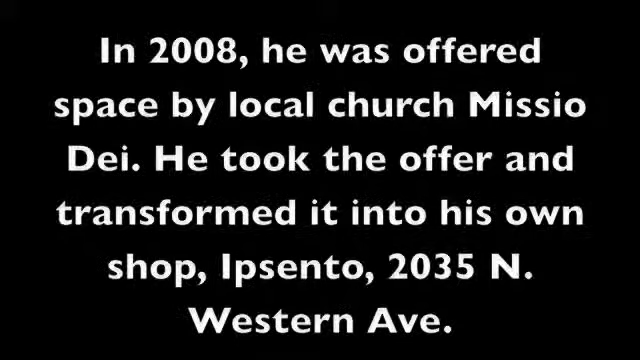 In 2008, he was offered
space by local church Missio
Dei. He took the offer and
transformed it into his own
shop, Ipsento, 2035 N.
Western Ave.